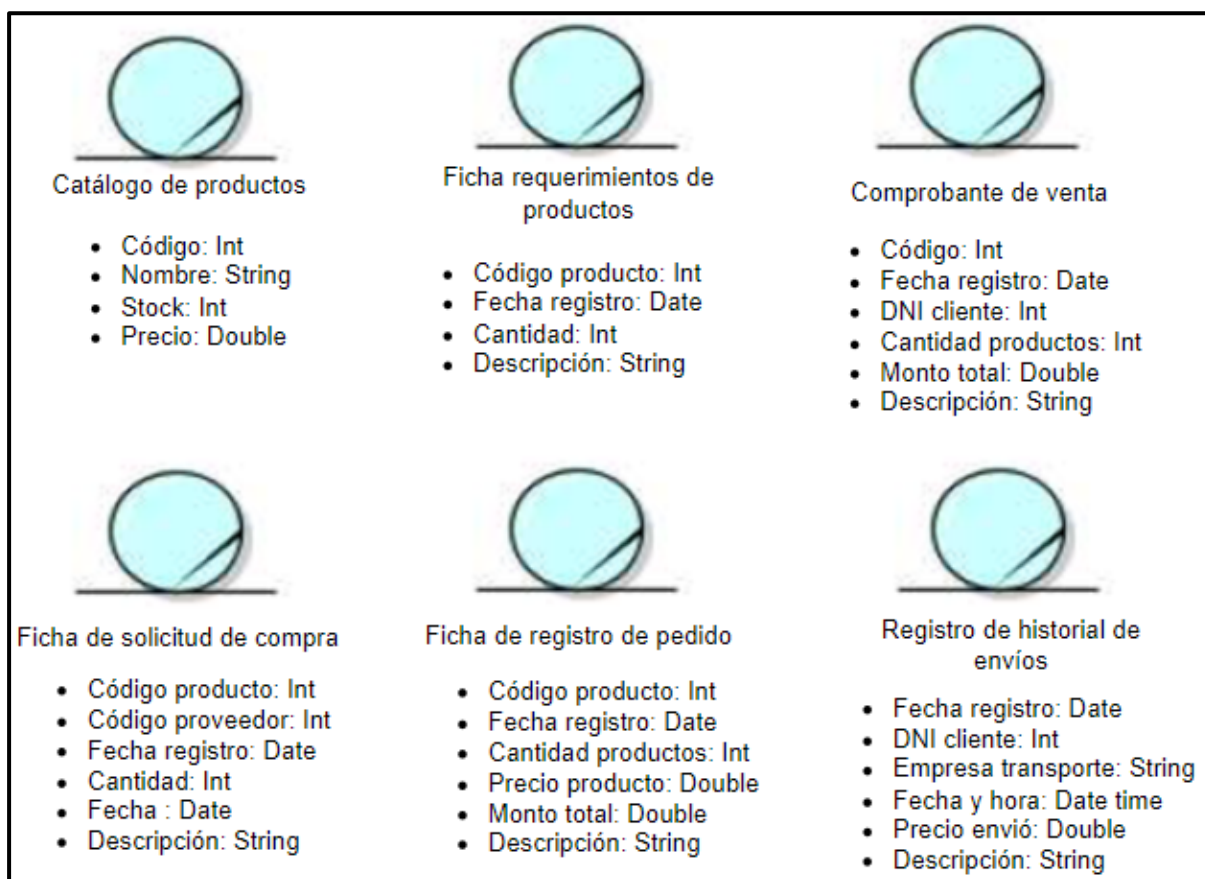 Catálogo de productos
• Código: Int
• Nombre: String
• Stock: Int
• Precio: Double
Ficha requerimientos de
productos
• Código producto: Int
• Fecha registro: Date
• Cantidad: Int
• Descripción: String
Comprobante de venta
• Código: Int
• Fecha registro: Date
• DNI cliente: Int
• Cantidad productos: Int
• Monto total: Double
• Descripción: String
Ficha de solicitud de compra
• Código producto: Int
• Código proveedor: Int
• Fecha registro: Date
• Cantidad: Int
• Fecha : Date
• Descripción: String
Ficha de registro de pedido
• Código producto: Int
• Fecha registro: Date
• Cantidad productos: Int
• Precio producto: Double
• Monto total: Double
• Descripción: String
Registro de historial de
envíos
• Fecha registro: Date
• DNI cliente: Int
• Empresa transporte: String
• Fecha y hora: Date time
• Precio envió: Double
• Descripción: String